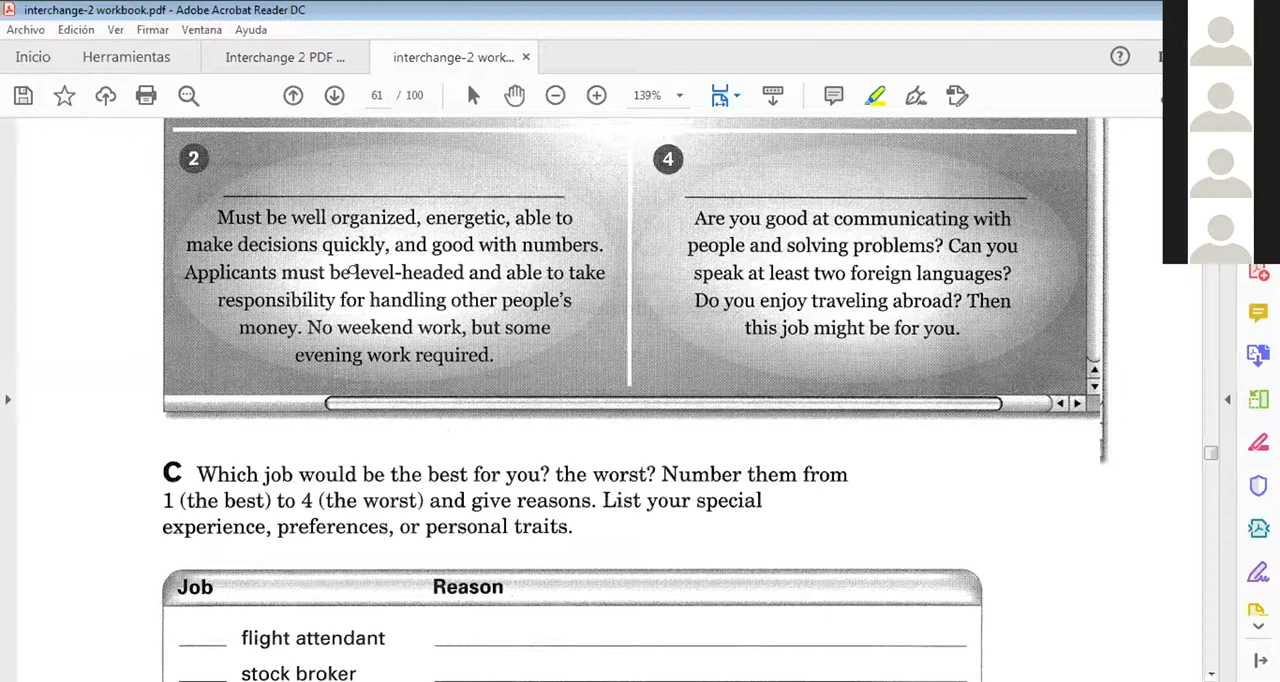 interchange-2 workbook.pdf - Adobe Acrobat Reader DC
Archivo Edición Ver Firmar Ventana Ayuda
Inicio Herramientas Interchange 2 PDF ... interchange-2 work... ×
61 / 100 139%
2
Must be well organized, energetic, able to
make decisions quickly, and good with numbers.
Applicants must be level-headed and able to take
responsibility for handling other people's
money. No weekend work, but some
evening work required.
4
Are you good at communicating with
people and solving problems? Can you
speak at least two foreign languages?
Do you enjoy traveling abroad? Then
this job might be for you.
C Which job would be the best for you? the worst? Number them from
1 (the best) to 4 (the worst) and give reasons. List your special
experience, preferences, or personal traits.
Job Reason
flight attendant
stock broker